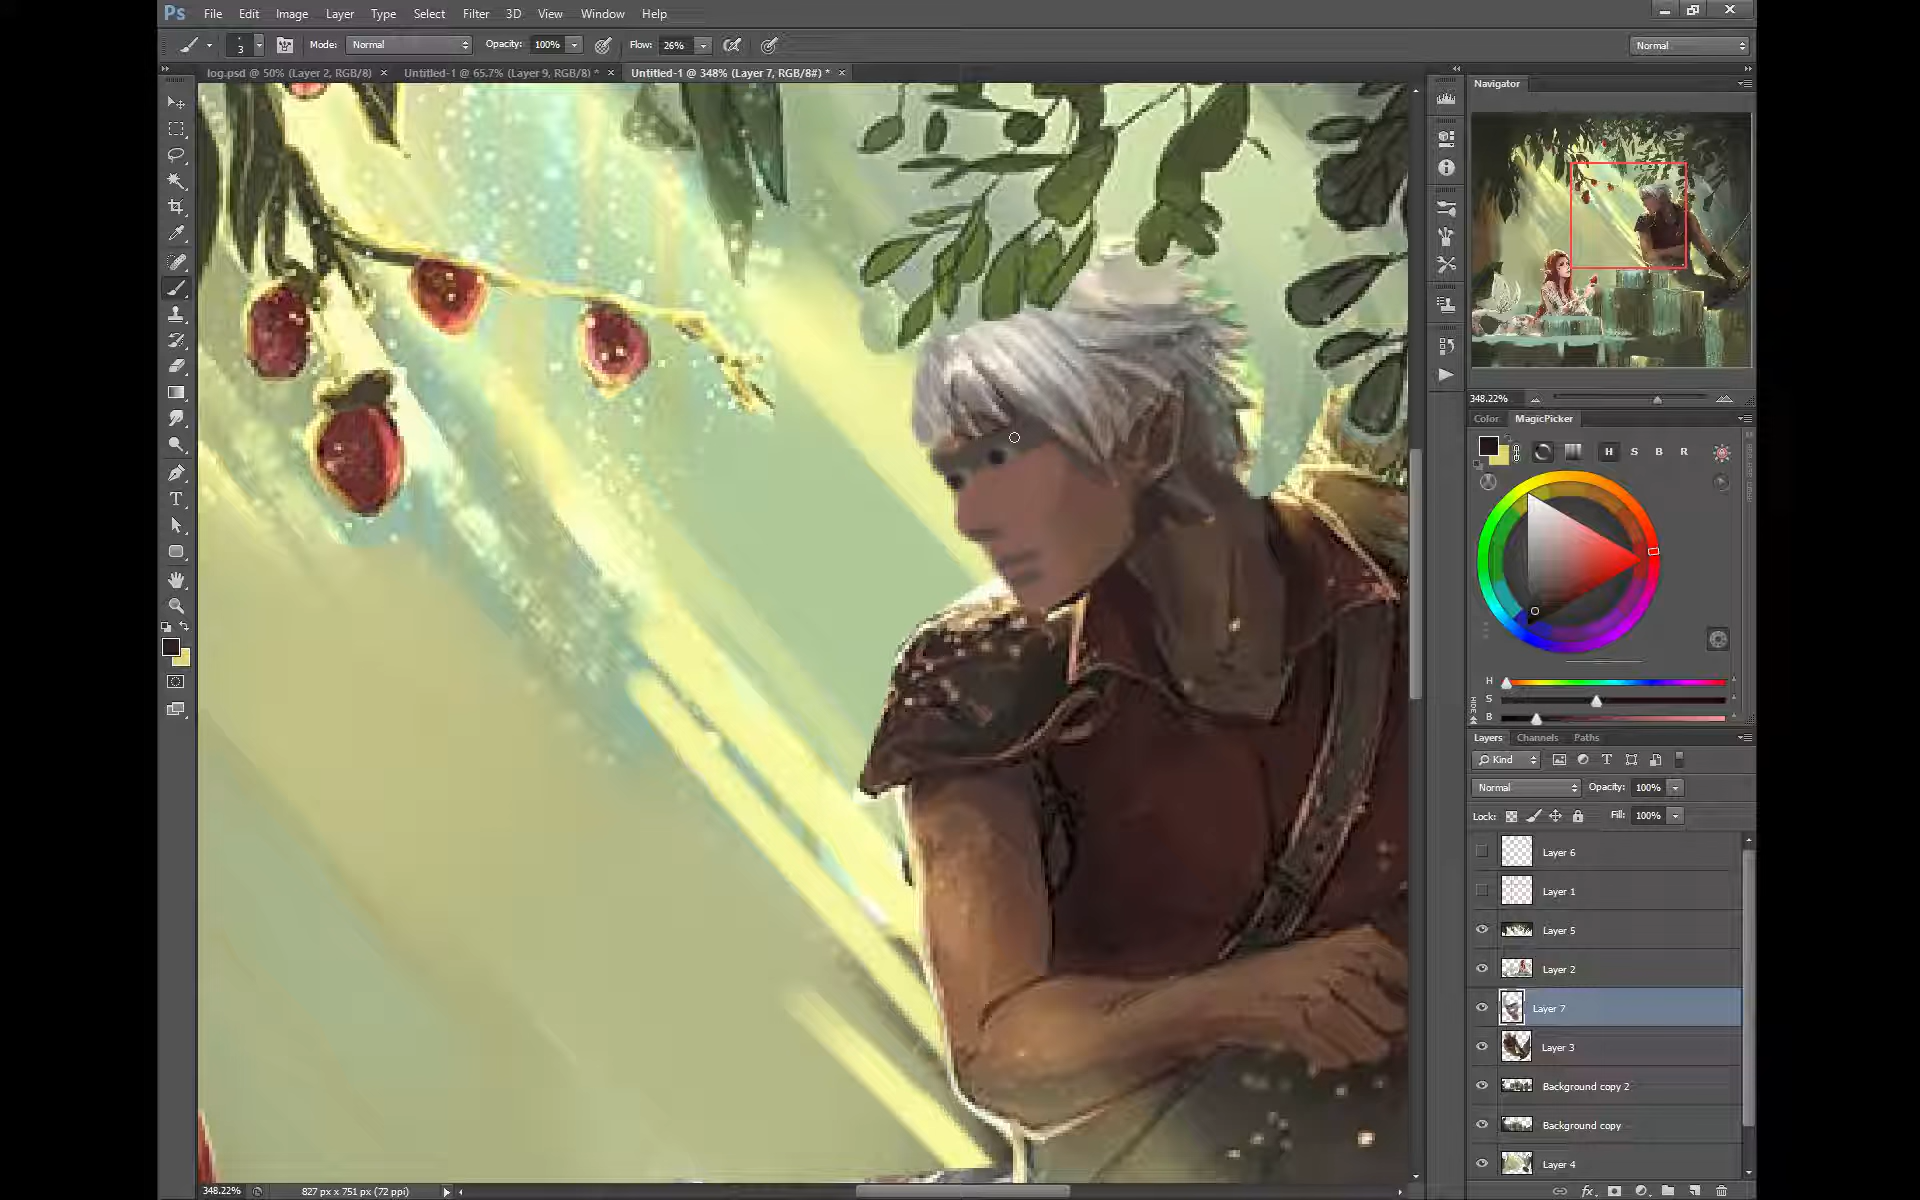 Ps File Edit Image Layer Type Select Filter 3D View Window Help
3 Mode: Normal Opacity: 100% Flow: 26% Normal
log.psd @ 50% (Layer 2, RGB/8) × Untitled-1 @ 65.7% (Layer 9, RGB/8) * × Untitled-1 @ 348% (Layer 7, RGB/8#) * ×
Navigator
348.22%
Color MagicPicker
H S B R
H
S
B
HIDE
Layers Channels Paths
Kind
Normal Opacity: 100%
Lock: Fill: 100%
Layer 6
Layer 1
Layer 5
Layer 2
Layer 7
Layer 3
Background copy 2
Background copy
Layer 4
348.22% 827 px x 751 px (72 ppi)
fx